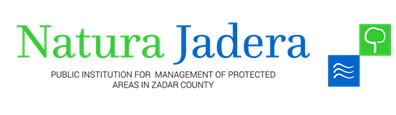 Natura Jadera
PUBLIC INSTITUTION FOR MANAGEMENT OF PROTECTED
AREAS IN ZADAR COUNTY